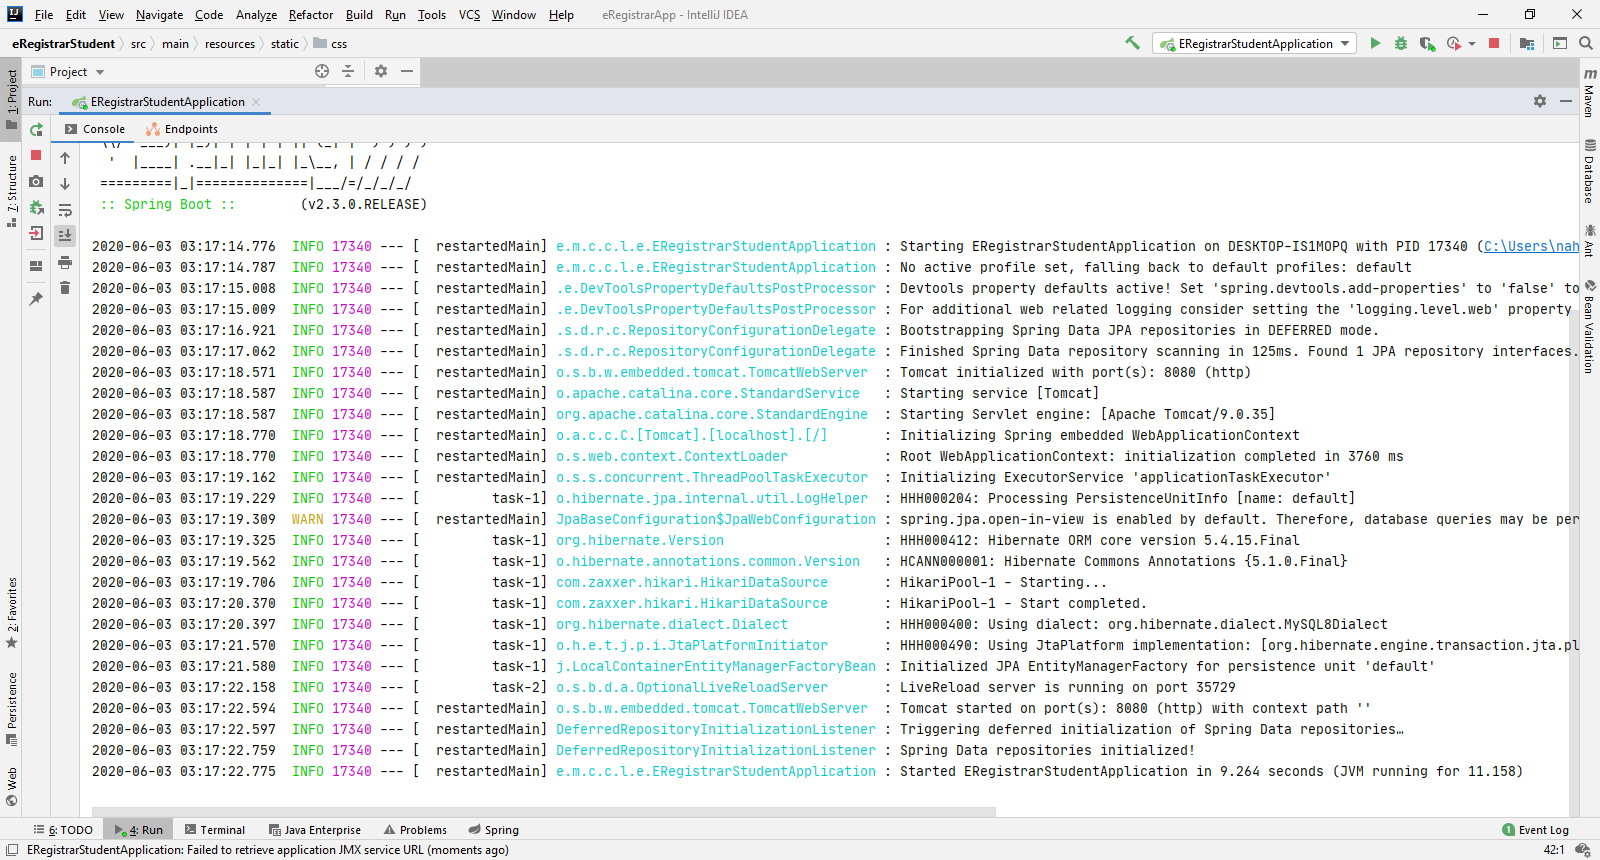 File Edit View Navigate Code Analyze Refactor Build Run Tools VCS Window Help eRegistrarApp - IntelliJ IDEA
eRegistrarStudent src main resources static css ERegistrarStudentApplication
1: Project
Project
Run: ERegistrarStudentApplication
Console Endpoints
' |____| .__|_| |_|_| |_\__, | / / / /
=========|_|==============|___/=/_/_/_/
:: Spring Boot :: (v2.3.0.RELEASE)
2020-06-03 03:17:14.776 INFO 17340 --- [ restartedMain] e.m.c.c.l.e.ERegistrarStudentApplication : Starting ERegistrarStudentApplication on DESKTOP-IS1MOPQ with PID 17340 (C:\Users\nah
2020-06-03 03:17:14.787 INFO 17340 --- [ restartedMain] e.m.c.c.l.e.ERegistrarStudentApplication : No active profile set, falling back to default profiles: default
2020-06-03 03:17:15.008 INFO 17340 --- [ restartedMain] .e.DevToolsPropertyDefaultsPostProcessor : Devtools property defaults active! Set 'spring.devtools.add-properties' to 'false' to
2020-06-03 03:17:15.009 INFO 17340 --- [ restartedMain] .e.DevToolsPropertyDefaultsPostProcessor : For additional web related logging consider setting the 'logging.level.web' property
2020-06-03 03:17:16.921 INFO 17340 --- [ restartedMain] .s.d.r.c.RepositoryConfigurationDelegate : Bootstrapping Spring Data JPA repositories in DEFERRED mode.
2020-06-03 03:17:17.062 INFO 17340 --- [ restartedMain] .s.d.r.c.RepositoryConfigurationDelegate : Finished Spring Data repository scanning in 125ms. Found 1 JPA repository interfaces.
2020-06-03 03:17:18.571 INFO 17340 --- [ restartedMain] o.s.b.w.embedded.tomcat.TomcatWebServer : Tomcat initialized with port(s): 8080 (http)
2020-06-03 03:17:18.587 INFO 17340 --- [ restartedMain] o.apache.catalina.core.StandardService : Starting service [Tomcat]
2020-06-03 03:17:18.587 INFO 17340 --- [ restartedMain] org.apache.catalina.core.StandardEngine : Starting Servlet engine: [Apache Tomcat/9.0.35]
2020-06-03 03:17:18.770 INFO 17340 --- [ restartedMain] o.a.c.c.C.[Tomcat].[localhost].[/] : Initializing Spring embedded WebApplicationContext
2020-06-03 03:17:18.770 INFO 17340 --- [ restartedMain] o.s.web.context.ContextLoader : Root WebApplicationContext: initialization completed in 3760 ms
2020-06-03 03:17:19.162 INFO 17340 --- [ restartedMain] o.s.s.concurrent.ThreadPoolTaskExecutor : Initializing ExecutorService 'applicationTaskExecutor'
2020-06-03 03:17:19.229 INFO 17340 --- [ task-1] o.hibernate.jpa.internal.util.LogHelper : HHH000204: Processing PersistenceUnitInfo [name: default]
2020-06-03 03:17:19.309 WARN 17340 --- [ restartedMain] JpaBaseConfiguration$JpaWebConfiguration : spring.jpa.open-in-view is enabled by default. Therefore, database queries may be per
2020-06-03 03:17:19.325 INFO 17340 --- [ task-1] org.hibernate.Version : HHH000412: Hibernate ORM core version 5.4.15.Final
2020-06-03 03:17:19.562 INFO 17340 --- [ task-1] o.hibernate.annotations.common.Version : HCANN000001: Hibernate Commons Annotations {5.1.0.Final}
2020-06-03 03:17:19.706 INFO 17340 --- [ task-1] com.zaxxer.hikari.HikariDataSource : HikariPool-1 - Starting...
2020-06-03 03:17:20.370 INFO 17340 --- [ task-1] com.zaxxer.hikari.HikariDataSource : HikariPool-1 - Start completed.
2020-06-03 03:17:20.397 INFO 17340 --- [ task-1] org.hibernate.dialect.Dialect : HHH000400: Using dialect: org.hibernate.dialect.MySQL8Dialect
2020-06-03 03:17:21.570 INFO 17340 --- [ task-1] o.h.e.t.j.p.i.JtaPlatformInitiator : HHH000490: Using JtaPlatform implementation: [org.hibernate.engine.transaction.jta.pl
2020-06-03 03:17:21.580 INFO 17340 --- [ task-1] j.LocalContainerEntityManagerFactoryBean : Initialized JPA EntityManagerFactory for persistence unit 'default'
2020-06-03 03:17:22.158 INFO 17340 --- [ task-2] o.s.b.d.a.OptionalLiveReloadServer : LiveReload server is running on port 35729
2020-06-03 03:17:22.594 INFO 17340 --- [ restartedMain] o.s.b.w.embedded.tomcat.TomcatWebServer : Tomcat started on port(s): 8080 (http) with context path ''
2020-06-03 03:17:22.597 INFO 17340 --- [ restartedMain] DeferredRepositoryInitializationListener : Triggering deferred initialization of Spring Data repositories…
2020-06-03 03:17:22.759 INFO 17340 --- [ restartedMain] DeferredRepositoryInitializationListener : Spring Data repositories initialized!
2020-06-03 03:17:22.775 INFO 17340 --- [ restartedMain] e.m.c.c.l.e.ERegistrarStudentApplication : Started ERegistrarStudentApplication in 9.264 seconds (JVM running for 11.158)
7: Structure
2: Favorites
Persistence
Web
Maven
Database
Ant
Bean Validation
6: TODO 4: Run Terminal Java Enterprise Problems Spring 1 Event Log
ERegistrarStudentApplication: Failed to retrieve application JMX service URL (moments ago) 42:1